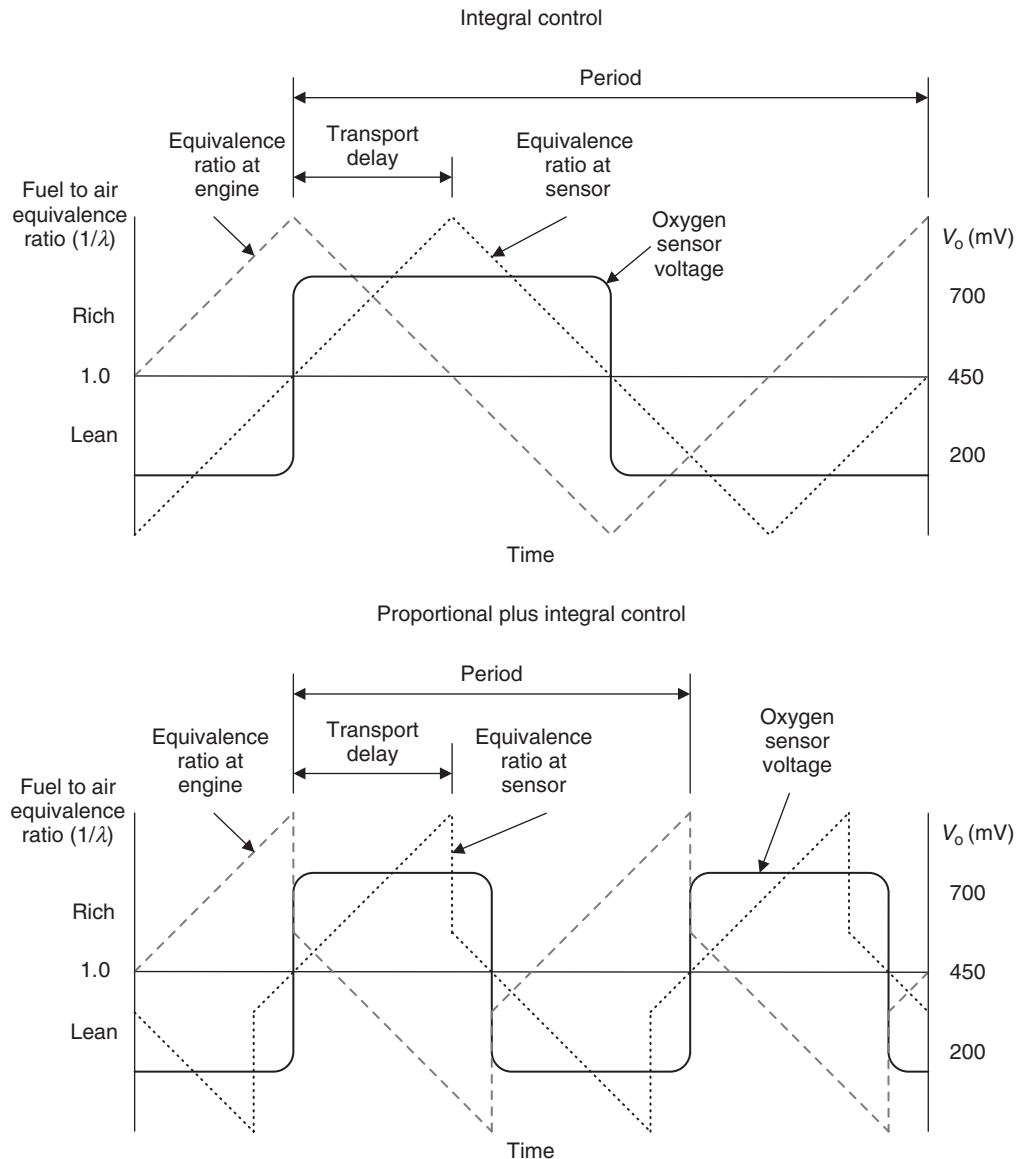 Integral control
Period
Equivalence
ratio at
engine
Transport
delay
Equivalence
ratio at
sensor
Fuel to air
equivalence
ratio (1/λ)
Oxygen
sensor
voltage
Vo (mV)
700
Rich
1.0
450
Lean
200
Time
Proportional plus integral control
Period
Equivalence
ratio at
engine
Transport
delay
Equivalence
ratio at
sensor
Oxygen
sensor
voltage
Fuel to air
equivalence
ratio (1/λ)
Vo (mV)
700
Rich
1.0
450
Lean
200
Time